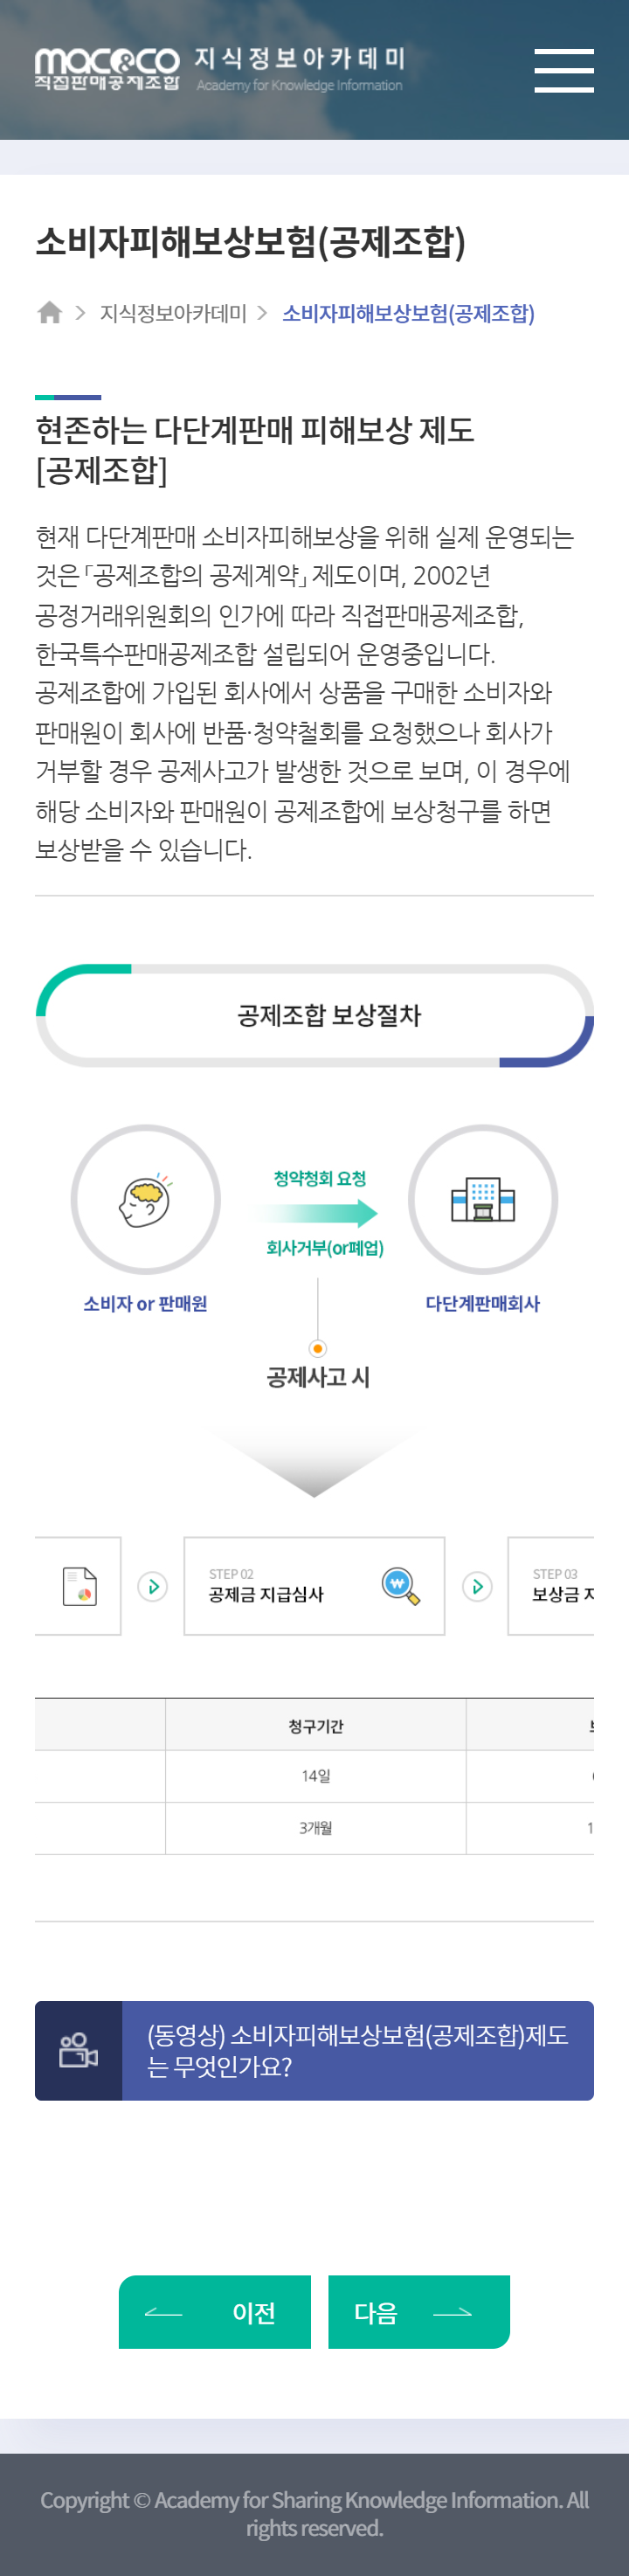 macco
직접판매공제조합
지식정보아카데미
Academy for Knowledge Information
소비자피해보상보험(공제조합)
지식정보아카데미
소비자피해보상보험(공제조합)
현존하는 다단계판매 피해보상 제도
[공제조합]
현재 다단계판매 소비자피해보상을 위해 실제 운영되는
것은 「공제조합의 공제계약」 제도이며, 2002년
공정거래위원회의 인가에 따라 직접판매공제조합,
한국특수판매공제조합 설립되어 운영중입니다.
공제조합에 가입된 회사에서 상품을 구매한 소비자와
판매원이 회사에 반품·청약철회를 요청했으나 회사가
거부할 경우 공제사고가 발생한 것으로 보며, 이 경우에
해당 소비자와 판매원이 공제조합에 보상청구를 하면
보상받을 수 있습니다.
공제조합 보상절차
청약청회 요청
회사거부(or폐업)
소비자 or 판매원
다단계판매회사
공제사고 시
STEP 02
공제금 지급심사
STEP 03
보상금
청구기간
14일
3개월
(동영상) 소비자피해보상보험(공제조합)제도
는 무엇인가요?
이전
다음
Copyright © Academy for Sharing Knowledge Information. All
rights reserved.